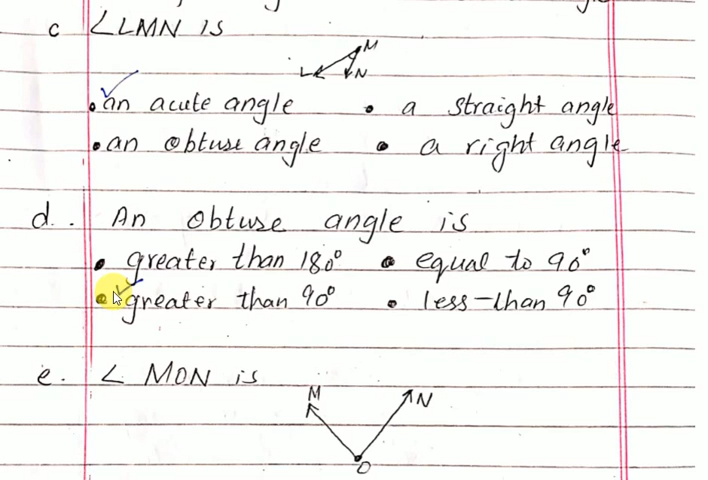 c ∠LMN is
M
L N
• an acute angle • a straight angle
• an obtuse angle • a right angle
d. An obtuse angle is
• greater than 180° • equal to 90°
• greater than 90° • less-than 90°
e. ∠ MON is
M N
O